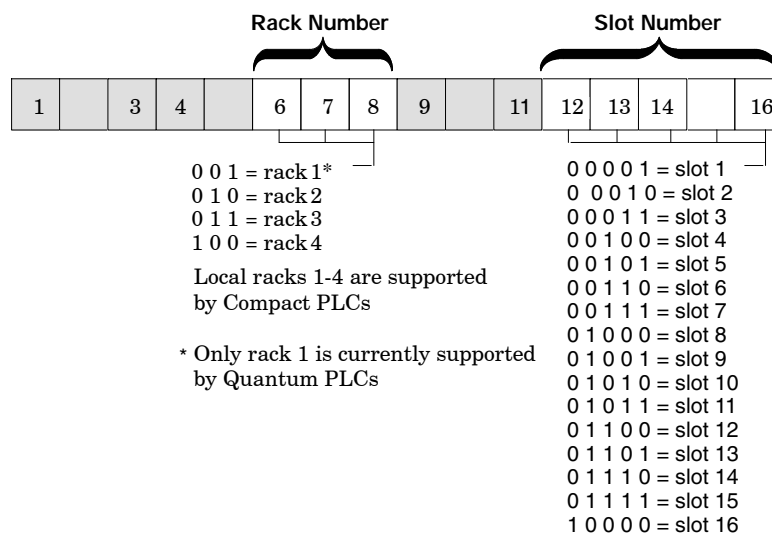 Rack Number Slot Number
1 3 4 6 7 8 9 11 12 13 14 16
0 0 1 = rack 1*
0 1 0 = rack 2
0 1 1 = rack 3
1 0 0 = rack 4
Local racks 1-4 are supported
by Compact PLCs
* Only rack 1 is currently supported
by Quantum PLCs
0 0 0 0 1 = slot 1
0 0 0 1 0 = slot 2
0 0 0 1 1 = slot 3
0 0 1 0 0 = slot 4
0 0 1 0 1 = slot 5
0 0 1 1 0 = slot 6
0 0 1 1 1 = slot 7
0 1 0 0 0 = slot 8
0 1 0 0 1 = slot 9
0 1 0 1 0 = slot 10
0 1 0 1 1 = slot 11
0 1 1 0 0 = slot 12
0 1 1 0 1 = slot 13
0 1 1 1 0 = slot 14
0 1 1 1 1 = slot 15
1 0 0 0 0 = slot 16